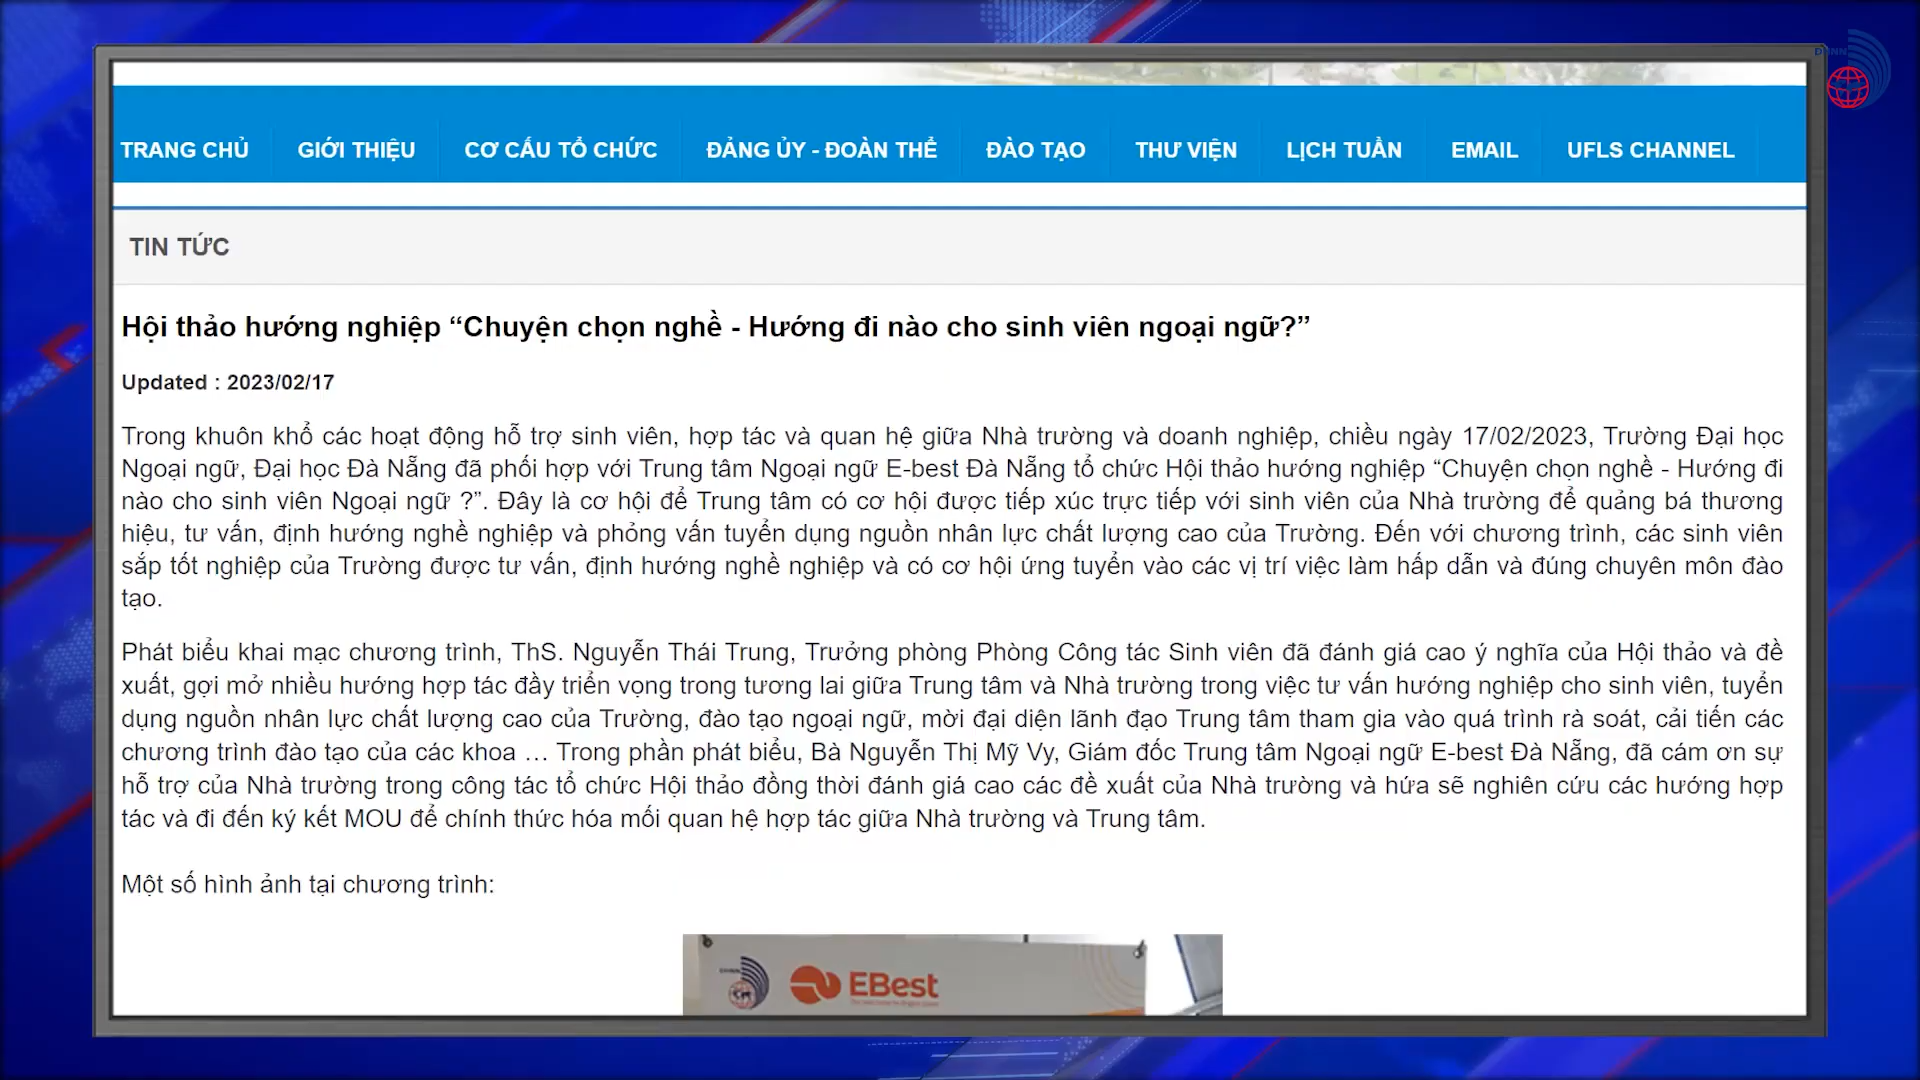 ĐHNN
TRANG CHỦ GIỚI THIỆU CƠ CẤU TỔ CHỨC ĐẢNG ỦY - ĐOÀN THỂ ĐÀO TẠO THƯ VIỆN LỊCH TUẦN EMAIL UFLS CHANNEL
TIN TỨC
Hội thảo hướng nghiệp “Chuyện chọn nghề - Hướng đi nào cho sinh viên ngoại ngữ?”
Updated : 2023/02/17
Trong khuôn khổ các hoạt động hỗ trợ sinh viên, hợp tác và quan hệ giữa Nhà trường và doanh nghiệp, chiều ngày 17/02/2023, Trường Đại học
Ngoại ngữ, Đại học Đà Nẵng đã phối hợp với Trung tâm Ngoại ngữ E-best Đà Nẵng tổ chức Hội thảo hướng nghiệp “Chuyện chọn nghề - Hướng đi
nào cho sinh viên Ngoại ngữ ?”. Đây là cơ hội để Trung tâm có cơ hội được tiếp xúc trực tiếp với sinh viên của Nhà trường để quảng bá thương
hiệu, tư vấn, định hướng nghề nghiệp và phỏng vấn tuyển dụng nguồn nhân lực chất lượng cao của Trường. Đến với chương trình, các sinh viên
sắp tốt nghiệp của Trường được tư vấn, định hướng nghề nghiệp và có cơ hội ứng tuyển vào các vị trí việc làm hấp dẫn và đúng chuyên môn đào
tạo.
Phát biểu khai mạc chương trình, ThS. Nguyễn Thái Trung, Trưởng phòng Phòng Công tác Sinh viên đã đánh giá cao ý nghĩa của Hội thảo và đề
xuất, gợi mở nhiều hướng hợp tác đầy triển vọng trong tương lai giữa Trung tâm và Nhà trường trong việc tư vấn hướng nghiệp cho sinh viên, tuyển
dụng nguồn nhân lực chất lượng cao của Trường, đào tạo ngoại ngữ, mời đại diện lãnh đạo Trung tâm tham gia vào quá trình rà soát, cải tiến các
chương trình đào tạo của các khoa … Trong phần phát biểu, Bà Nguyễn Thị Mỹ Vy, Giám đốc Trung tâm Ngoại ngữ E-best Đà Nẵng, đã cám ơn sự
hỗ trợ của Nhà trường trong công tác tổ chức Hội thảo đồng thời đánh giá cao các đề xuất của Nhà trường và hứa sẽ nghiên cứu các hướng hợp
tác và đi đến ký kết MOU để chính thức hóa mối quan hệ hợp tác giữa Nhà trường và Trung tâm.
Một số hình ảnh tại chương trình:
EBest